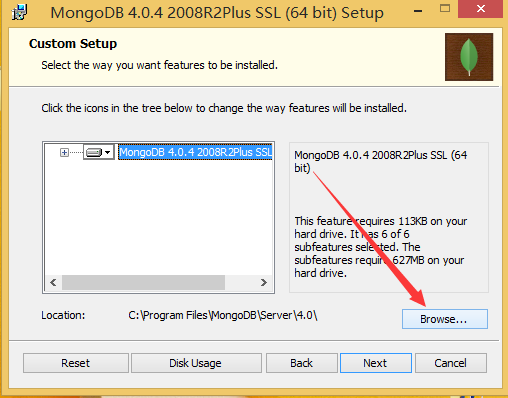 MongoDB 4.0.4 2008R2Plus SSL (64 bit) Setup
Custom Setup
Select the way you want features to be installed.
Click the icons in the tree below to change the way features will be installed.
MongoDB 4.0.4 2008R2Plus SSL
MongoDB 4.0.4 2008R2Plus SSL (64
bit)
This feature requires 113KB on your
hard drive. It has 6 of 6
subfeatures selected. The
subfeatures require 627MB on your
hard drive.
Location: C:\Program Files\MongoDB\Server\4.0\
Browse...
Reset Disk Usage Back Next Cancel